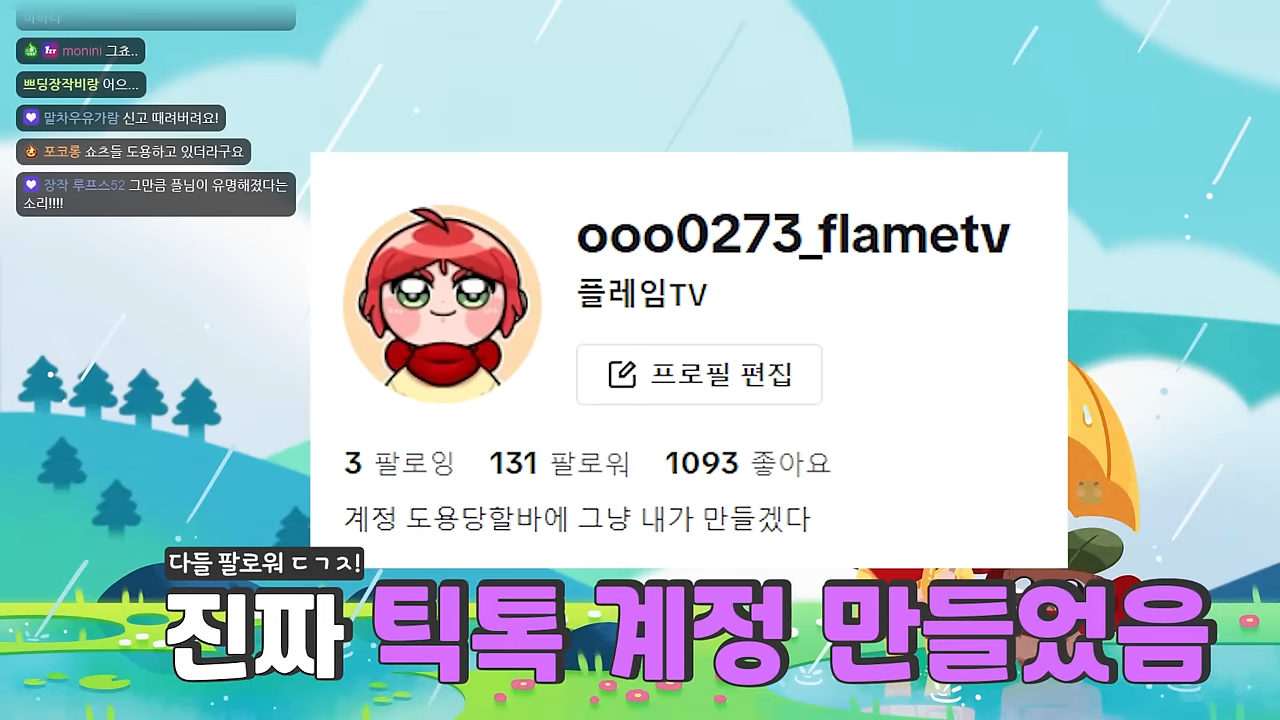 monini 그쵸..
쁘딩장작비랑 어으...
말차우유가람 신고 때려버려요!
포코롱 쇼츠들 도용하고 있더라구요
장작 루프스52 그만큼 플님이 유명해졌다는
소리!!!!
ooo0273_flametv
플레임TV
프로필 편집
3 팔로잉 131 팔로워 1093 좋아요
계정 도용당할바에 그냥 내가 만들겠다
다들 팔로워 ㄷㄱㅈ!
진짜 틱톡 계정 만들었음